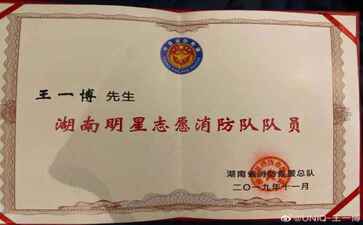 王一博 先生
湖南明星志愿消防队队员
湖南省消防救援总队
二〇一九年十一月
@UNIQ-王一博